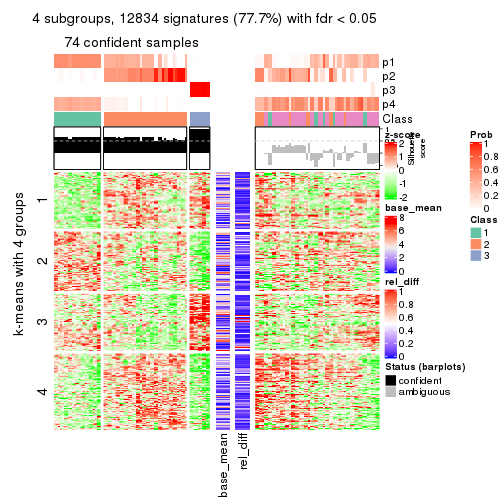 4 subgroups, 12834 signatures (77.7%) with fdr < 0.05
74 confident samples
p1
p2
p3
p4
Class
1
Silhouette
score
k-means with 4 groups
1
2
3
4
base_mean
rel_diff
z-score
2
1
0
-1
-2
base_mean
8
6
4
2
0
rel_diff
1
0.8
0.6
0.4
0.2
0
Status (barplots)
confident
ambiguous
Prob
1
0.8
0.6
0.4
0.2
0
Class
1
2
3